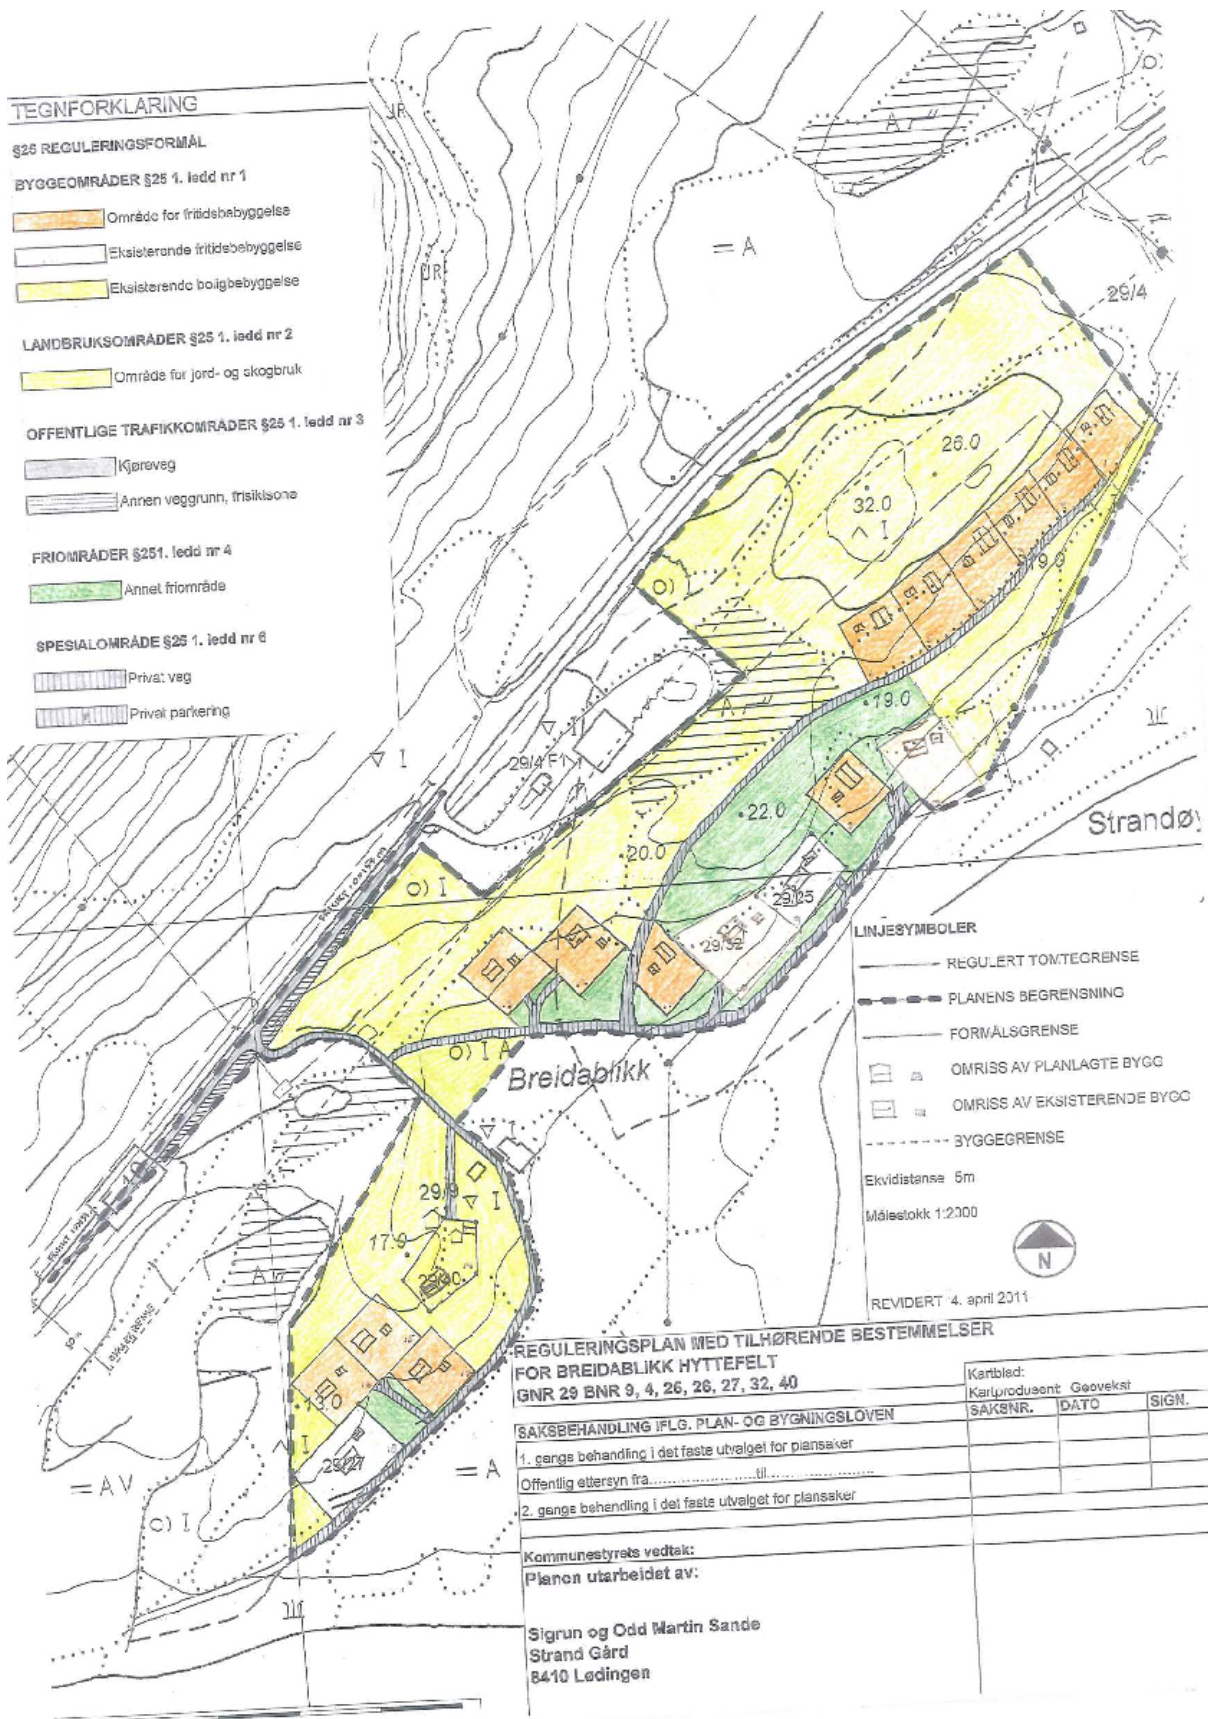 TEGNFORKLARING
§25 REGULERINGSFORMÅL
BYGGEOMRÅDER §25 1. ledd nr 1
Område for fritidsbebyggelse
Eksisterende fritidsbebyggelse
Eksisterende boligbebyggelse
LANDBRUKSOMRÅDER §25 1. ledd nr 2
Område for jord- og skogbruk
OFFENTLIGE TRAFIKKOMRÅDER §25 1. ledd nr 3
Kjøreveg
Annen veggrunn, frisiktsone
FRIOMRÅDER §251. ledd nr 4
Annet friområde
SPESIALOMRÅDE §25 1. ledd nr 6
Privat veg
Privat parkering
JR
JR
= A
29/4
26.0
32.0
I
19.0
O)
19.0
29/4 F1
I
22.0
20.0
O) I
Strandøy
29/25
29/32
O) I A
Breidablikk
29/9
I
17.9
29/40
13.0
I
29/27
= A
= AV
O) I
LINJESYMBOLER
REGULERT TOMTEGRENSE
PLANENS BEGRENSNING
FORMÅLSGRENSE
OMRISS AV PLANLAGTE BYGG
OMRISS AV EKSISTERENDE BYGG
BYGGEGRENSE
Ekvidistanse 5m
Målestokk 1:2000
N
REVIDERT 4. april 2011
REGULERINGSPLAN MED TILHØRENDE BESTEMMELSER
FOR BREIDABLIKK HYTTEFELT
GNR 29 BNR 9, 4, 25, 26, 27, 32, 40
Kartblad:
Kartprodusent: Geovekst
SAKSBEHANDLING IFLG. PLAN- OG BYGNINGSLOVEN
SAKSNR. DATO SIGN.
1. gangs behandling i det faste utvalget for plansaker
Offentlig ettersyn fra........................til........................
2. gangs behandling i det faste utvalget for plansaker
Kommunestyrets vedtak:
Planen utarbeidet av:
Sigrun og Odd Martin Sande
Strand Gård
8410 Lødingen